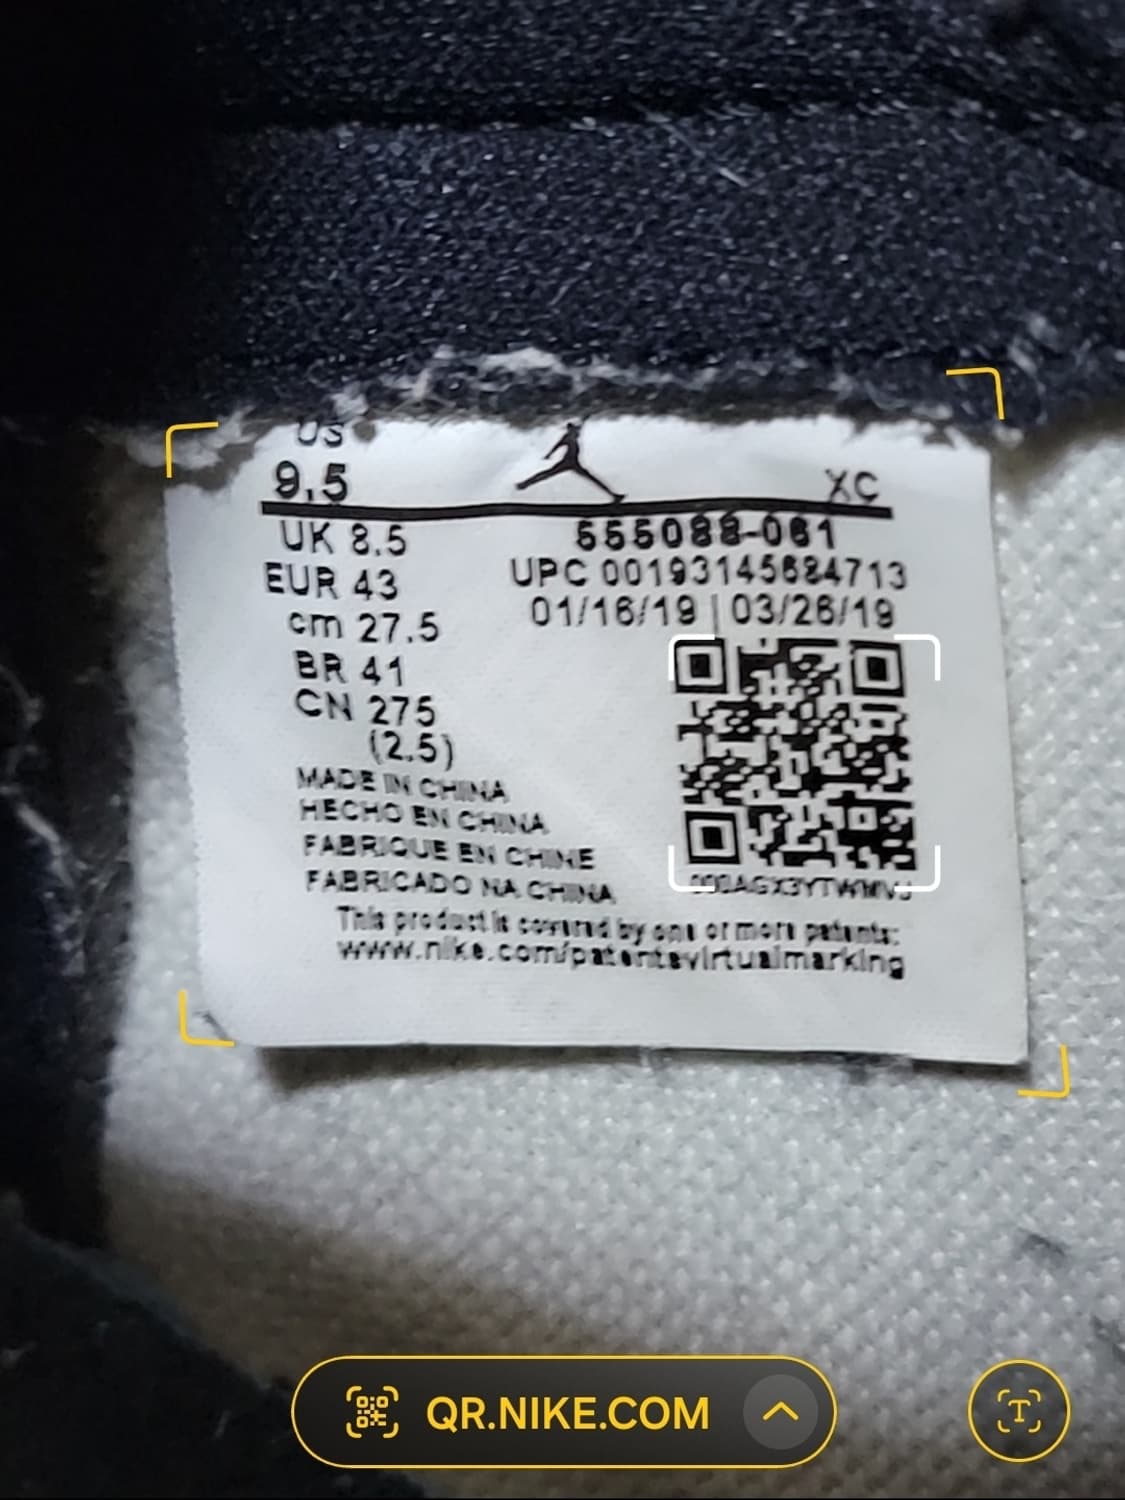 US
9.5
XC
UK 8.5
555088-061
EUR 43
UPC 00193145684713
cm 27.5
01/16/19 | 03/26/19
BR 41
CN 275
(2.5)
MADE IN CHINA
HECHO EN CHINA
FABRIQUE EN CHINE
FABRICADO NA CHINA
This product is covered by one or more patents:
www.nike.com/patentsvirtualmarking
QR.NIKE.COM
T